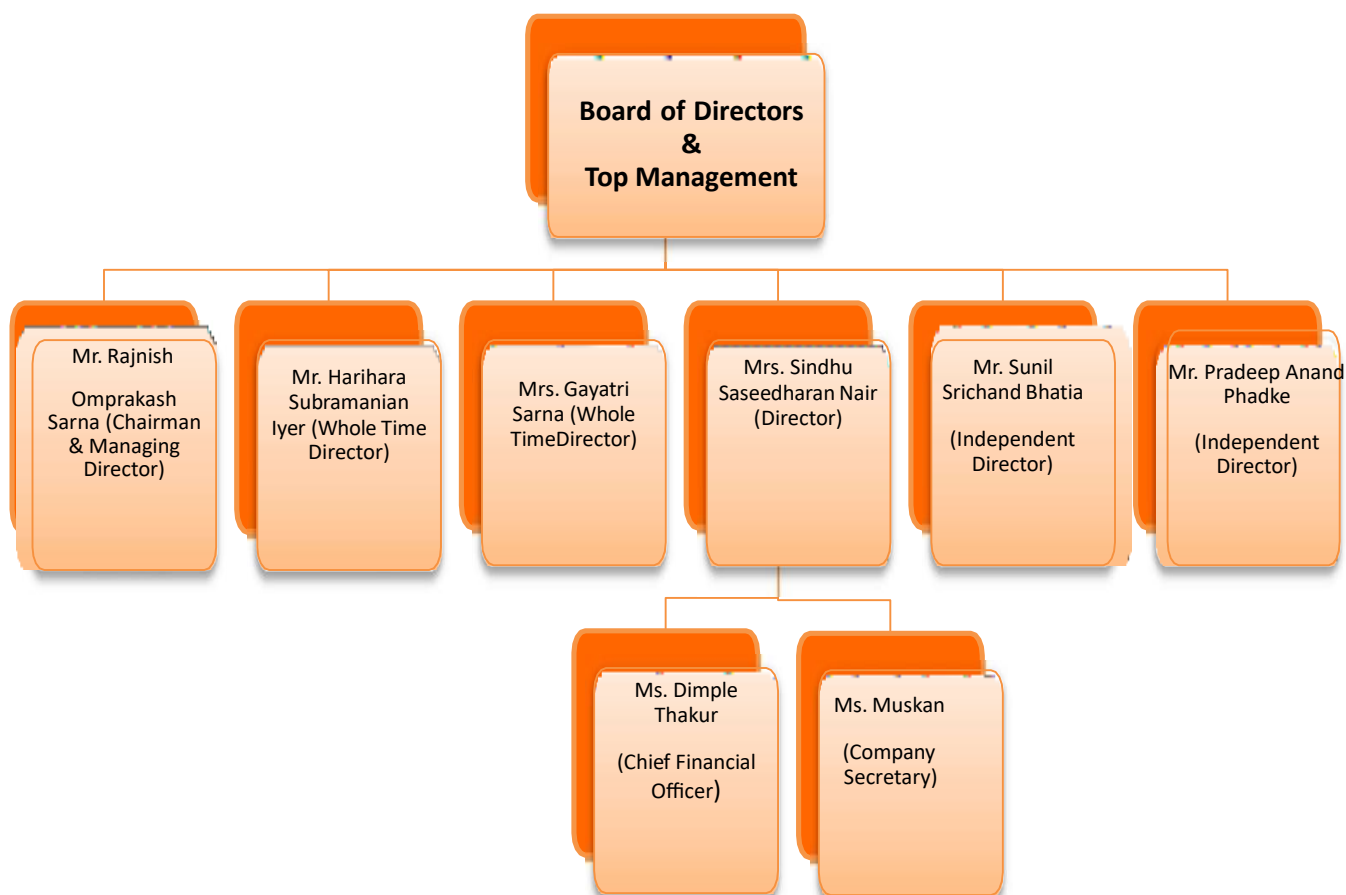 Board of Directors
&
Top Management
Mr. Rajnish
Omprakash
Sarna (Chairman
& Managing
Director)
Mr. Harihara
Subramanian
Iyer (Whole Time
Director)
Mrs. Gayatri
Sarna (Whole
TimeDirector)
Mrs. Sindhu
Saseedharan Nair
(Director)
Mr. Sunil
Srichand Bhatia
(Independent
Director)
Mr. Pradeep Anand
Phadke
(Independent
Director)
Ms. Dimple
Thakur
(Chief Financial
Officer)
Ms. Muskan
(Company
Secretary)